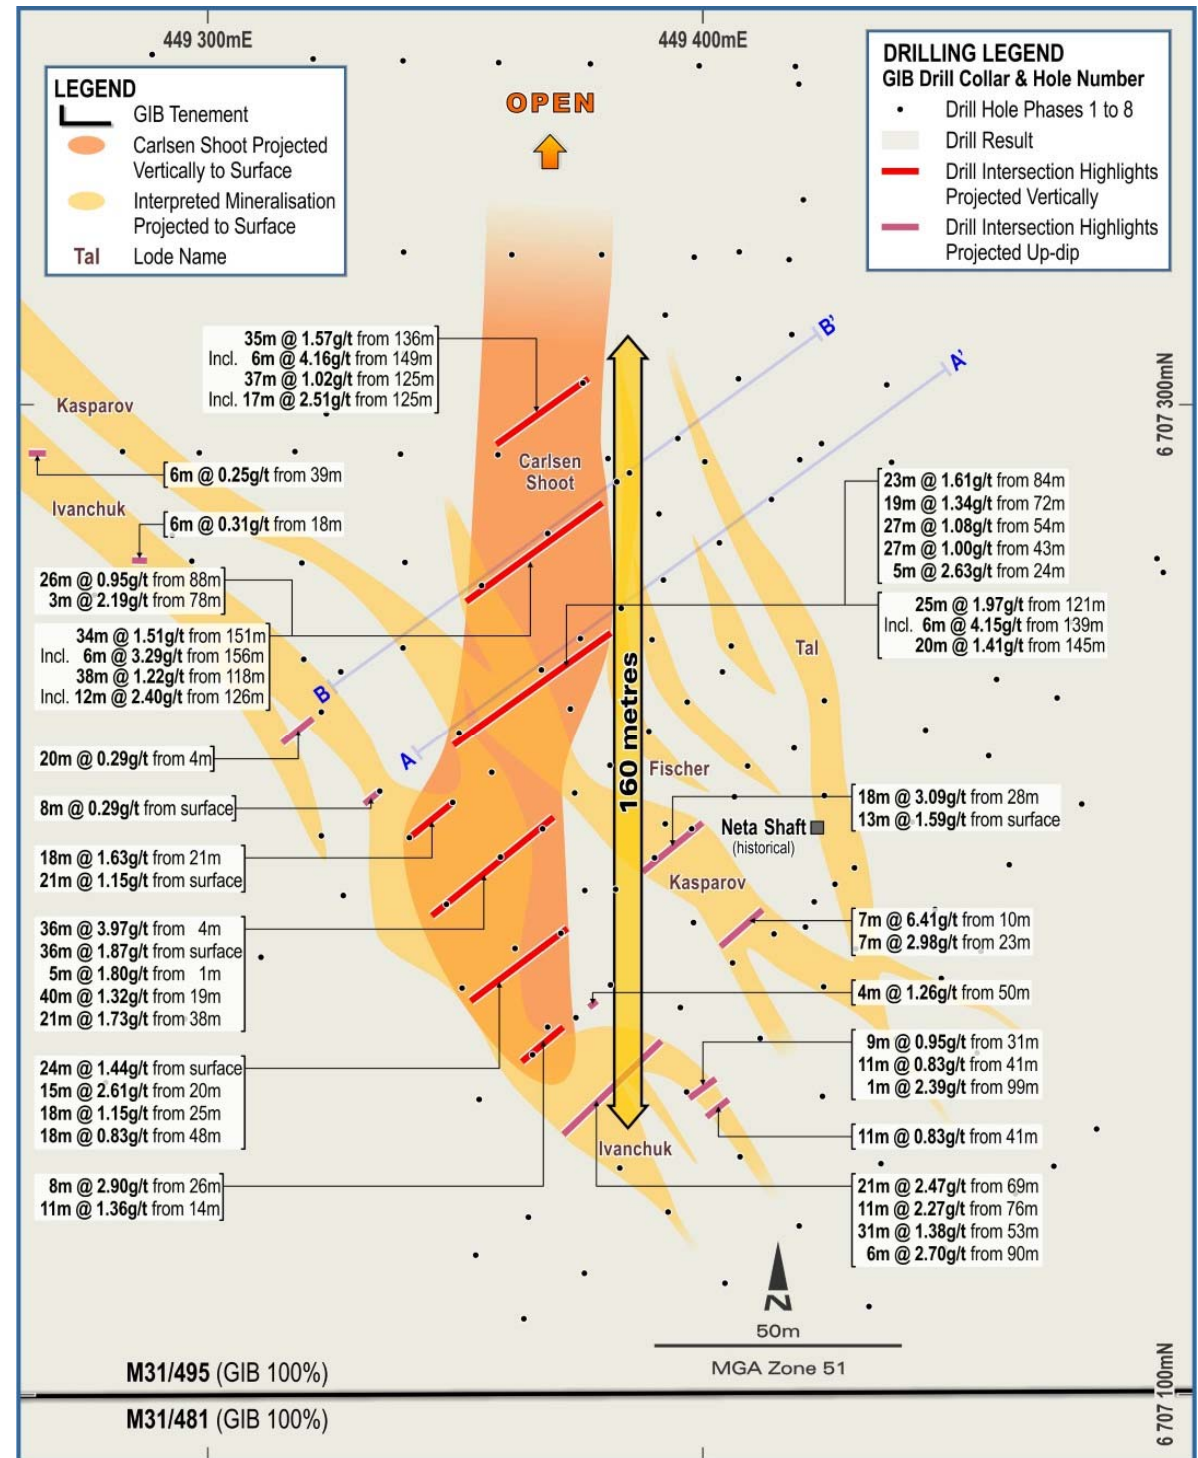 449 300mE
449 400mE
LEGEND
GIB Tenement
Carlsen Shoot Projected
Vertically to Surface
Interpreted Mineralisation
Projected to Surface
Tal Lode Name
OPEN
DRILLING LEGEND
GIB Drill Collar & Hole Number
Drill Hole Phases 1 to 8
Drill Result
Drill Intersection Highlights
Projected Vertically
Drill Intersection Highlights
Projected Up-dip
35m @ 1.57g/t from 136m
Incl. 6m @ 4.16g/t from 149m
37m @ 1.02g/t from 125m
Incl. 17m @ 2.51g/t from 125m
B'
A'
6 707 300mN
Kasparov
6m @ 0.25g/t from 39m
Carlsen
Shoot
Ivanchuk
6m @ 0.31g/t from 18m
23m @ 1.61g/t from 84m
19m @ 1.34g/t from 72m
27m @ 1.08g/t from 54m
27m @ 1.00g/t from 43m
5m @ 2.63g/t from 24m
26m @ 0.95g/t from 88m
3m @ 2.19g/t from 78m
25m @ 1.97g/t from 121m
Incl. 6m @ 4.15g/t from 139m
20m @ 1.41g/t from 145m
34m @ 1.51g/t from 151m
Incl. 6m @ 3.29g/t from 156m
38m @ 1.22g/t from 118m
Incl. 12m @ 2.40g/t from 126m
Tal
B
A
160 metres
20m @ 0.29g/t from 4m
Fischer
8m @ 0.29g/t from surface
18m @ 3.09g/t from 28m
13m @ 1.59g/t from surface
Neta Shaft
(historical)
18m @ 1.63g/t from 21m
21m @ 1.15g/t from surface
Kasparov
36m @ 3.97g/t from 4m
36m @ 1.87g/t from surface
5m @ 1.80g/t from 1m
40m @ 1.32g/t from 19m
21m @ 1.73g/t from 38m
7m @ 6.41g/t from 10m
7m @ 2.98g/t from 23m
4m @ 1.26g/t from 50m
9m @ 0.95g/t from 31m
11m @ 0.83g/t from 41m
1m @ 2.39g/t from 99m
24m @ 1.44g/t from surface
15m @ 2.61g/t from 20m
18m @ 1.15g/t from 25m
18m @ 0.83g/t from 48m
11m @ 0.83g/t from 41m
Ivanchuk
8m @ 2.90g/t from 26m
11m @ 1.36g/t from 14m
21m @ 2.47g/t from 69m
11m @ 2.27g/t from 76m
31m @ 1.38g/t from 53m
6m @ 2.70g/t from 90m
N
50m
MGA Zone 51
M31/495 (GIB 100%)
M31/481 (GIB 100%)
6 707 100mN